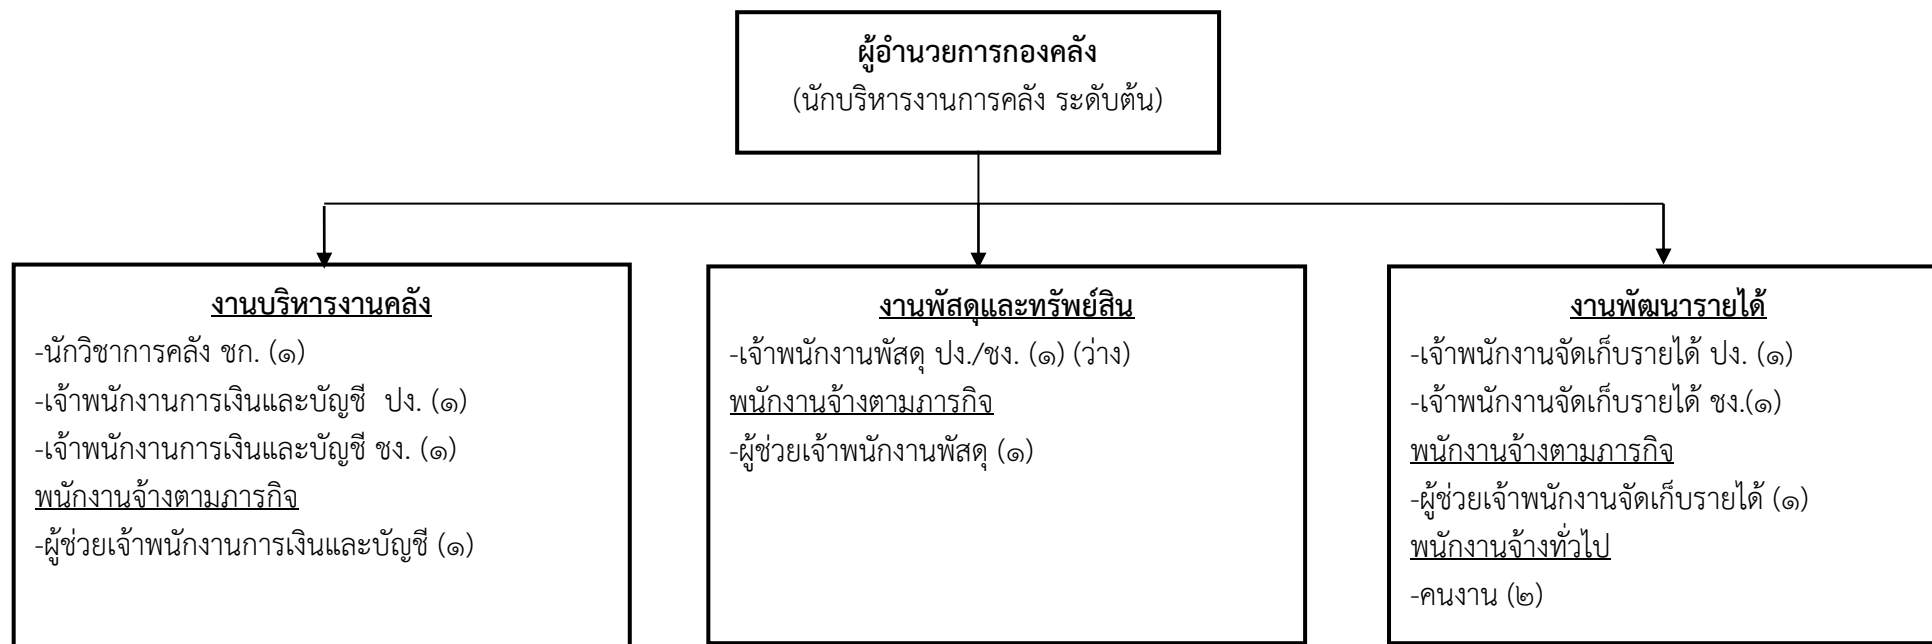 ผู้อำนวยการกองคลัง
(นักบริหารงานการคลัง ระดับต้น)
งานบริหารงานคลัง
-นักวิชาการคลัง ชก. (๑)
-เจ้าพนักงานการเงินและบัญชี  ปง. (๑)
-เจ้าพนักงานการเงินและบัญชี ชง. (๑)
พนักงานจ้างตามภารกิจ
-ผู้ช่วยเจ้าพนักงานการเงินและบัญชี (๑)
งานพัสดุและทรัพย์สิน
-เจ้าพนักงานพัสดุ ปง./ชง. (๑) (ว่าง)
พนักงานจ้างตามภารกิจ
-ผู้ช่วยเจ้าพนักงานพัสดุ (๑)
งานพัฒนารายได้
-เจ้าพนักงานจัดเก็บรายได้ ปง. (๑)
-เจ้าพนักงานจัดเก็บรายได้ ชง.(๑)
พนักงานจ้างตามภารกิจ
-ผู้ช่วยเจ้าพนักงานจัดเก็บรายได้ (๑)
พนักงานจ้างทั่วไป
-คนงาน (๒)